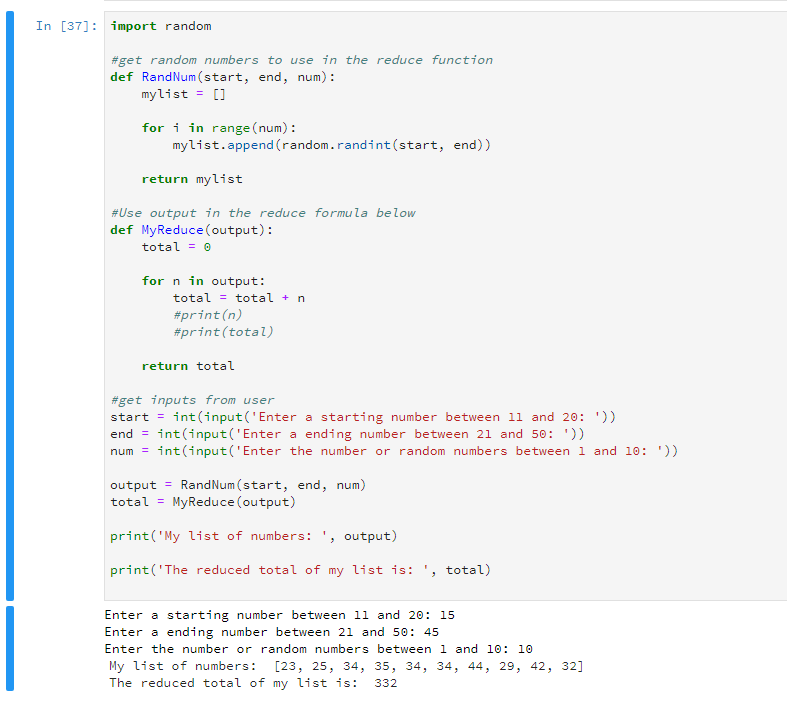 In [37]: import random
#get random numbers to use in the reduce function
def RandNum(start, end, num):
    mylist = []
    for i in range(num):
        mylist.append(random.randint(start, end))
    return mylist
#Use output in the reduce formula below
def MyReduce(output):
    total = 0
    for n in output:
        total = total + n
        #print(n)
        #print(total)
    return total
#get inputs from user
start = int(input('Enter a starting number between 11 and 20: '))
end = int(input('Enter a ending number between 21 and 50: '))
num = int(input('Enter the number or random numbers between 1 and 10: '))
output = RandNum(start, end, num)
total = MyReduce(output)
print('My list of numbers: ', output)
print('The reduced total of my list is: ', total)
Enter a starting number between 11 and 20: 15
Enter a ending number between 21 and 50: 45
Enter the number or random numbers between 1 and 10: 10
My list of numbers:  [23, 25, 34, 35, 34, 34, 44, 29, 42, 32]
The reduced total of my list is:  332